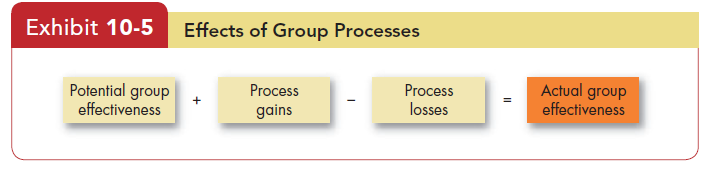 Exhibit 10-5 Effects of Group Processes
Potential group
effectiveness
+
Process
gains
–
Process
losses
=
Actual group
effectiveness